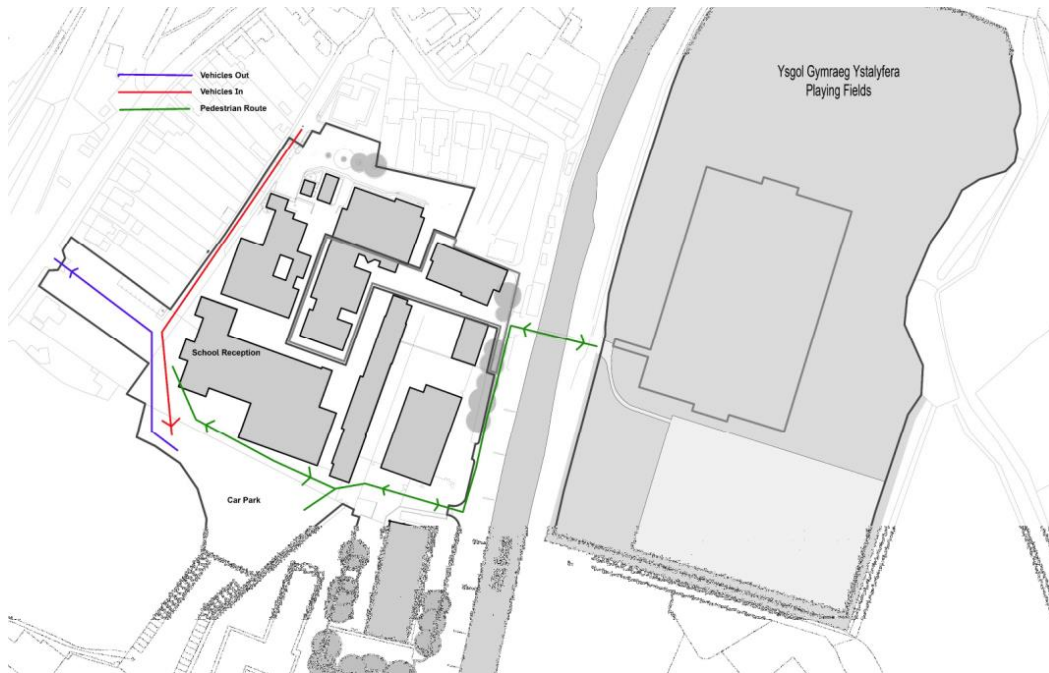 Ysgol Gymraeg Ystalyfera
Playing Fields
Vehicles Out
Vehicles In
Pedestrian Route
School Reception
Car Park